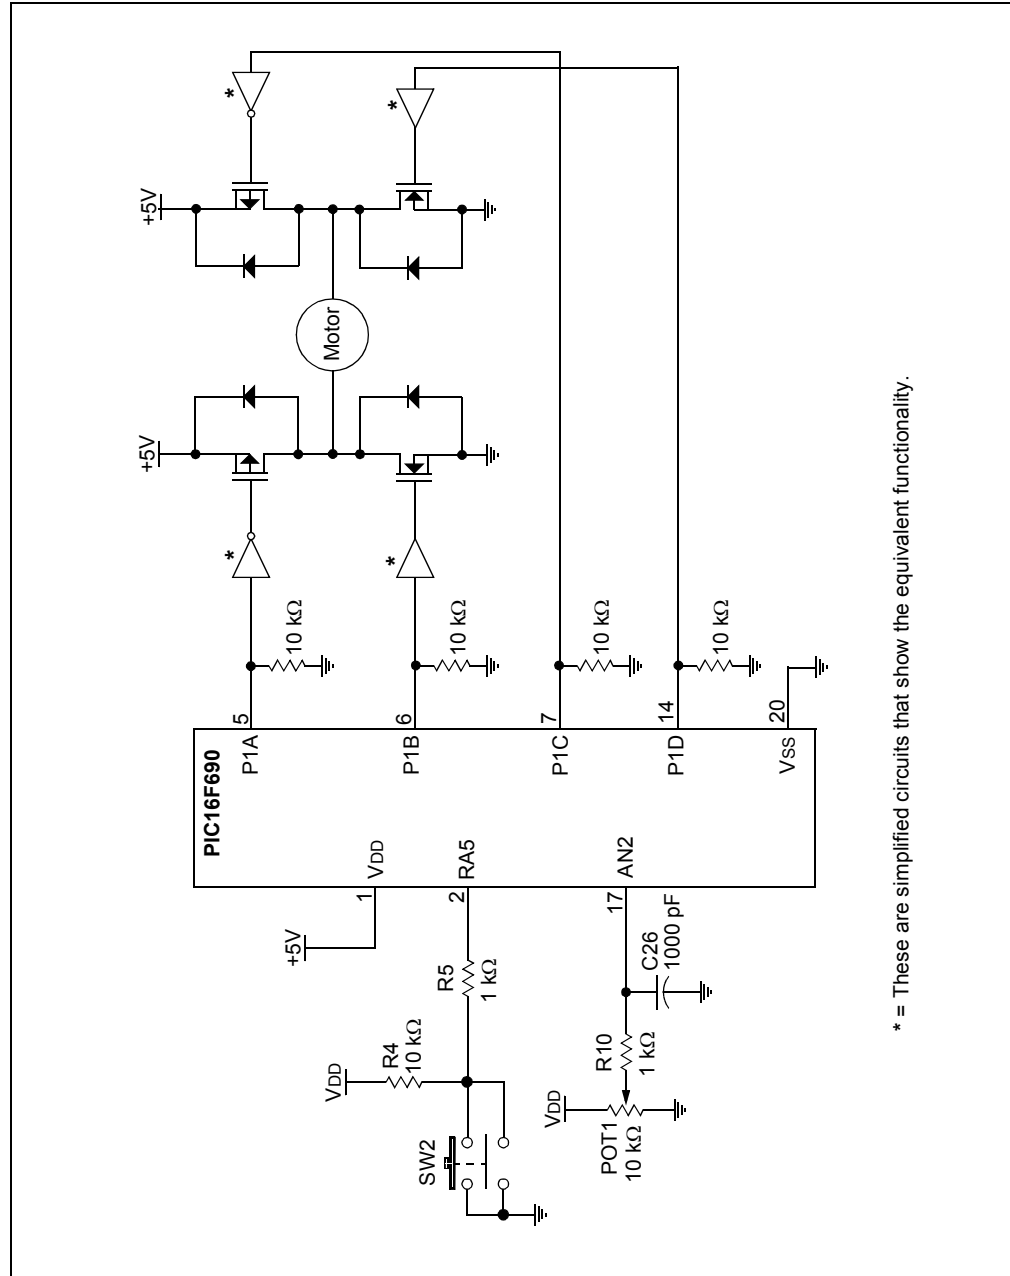 +5V
+5V
*
*
*
*
Motor
10 kΩ
10 kΩ
10 kΩ
10 kΩ
5
6
7
14
20
P1A
P1B
P1C
P1D
VSS
PIC16F690
VDD
RA5
AN2
1
2
17
+5V
R5
1 kΩ
C26
1000 pF
VDD
R4
10 kΩ
R10
1 kΩ
SW2
VDD
POT1
10 kΩ
* = These are simplified circuits that show the equivalent functionality.